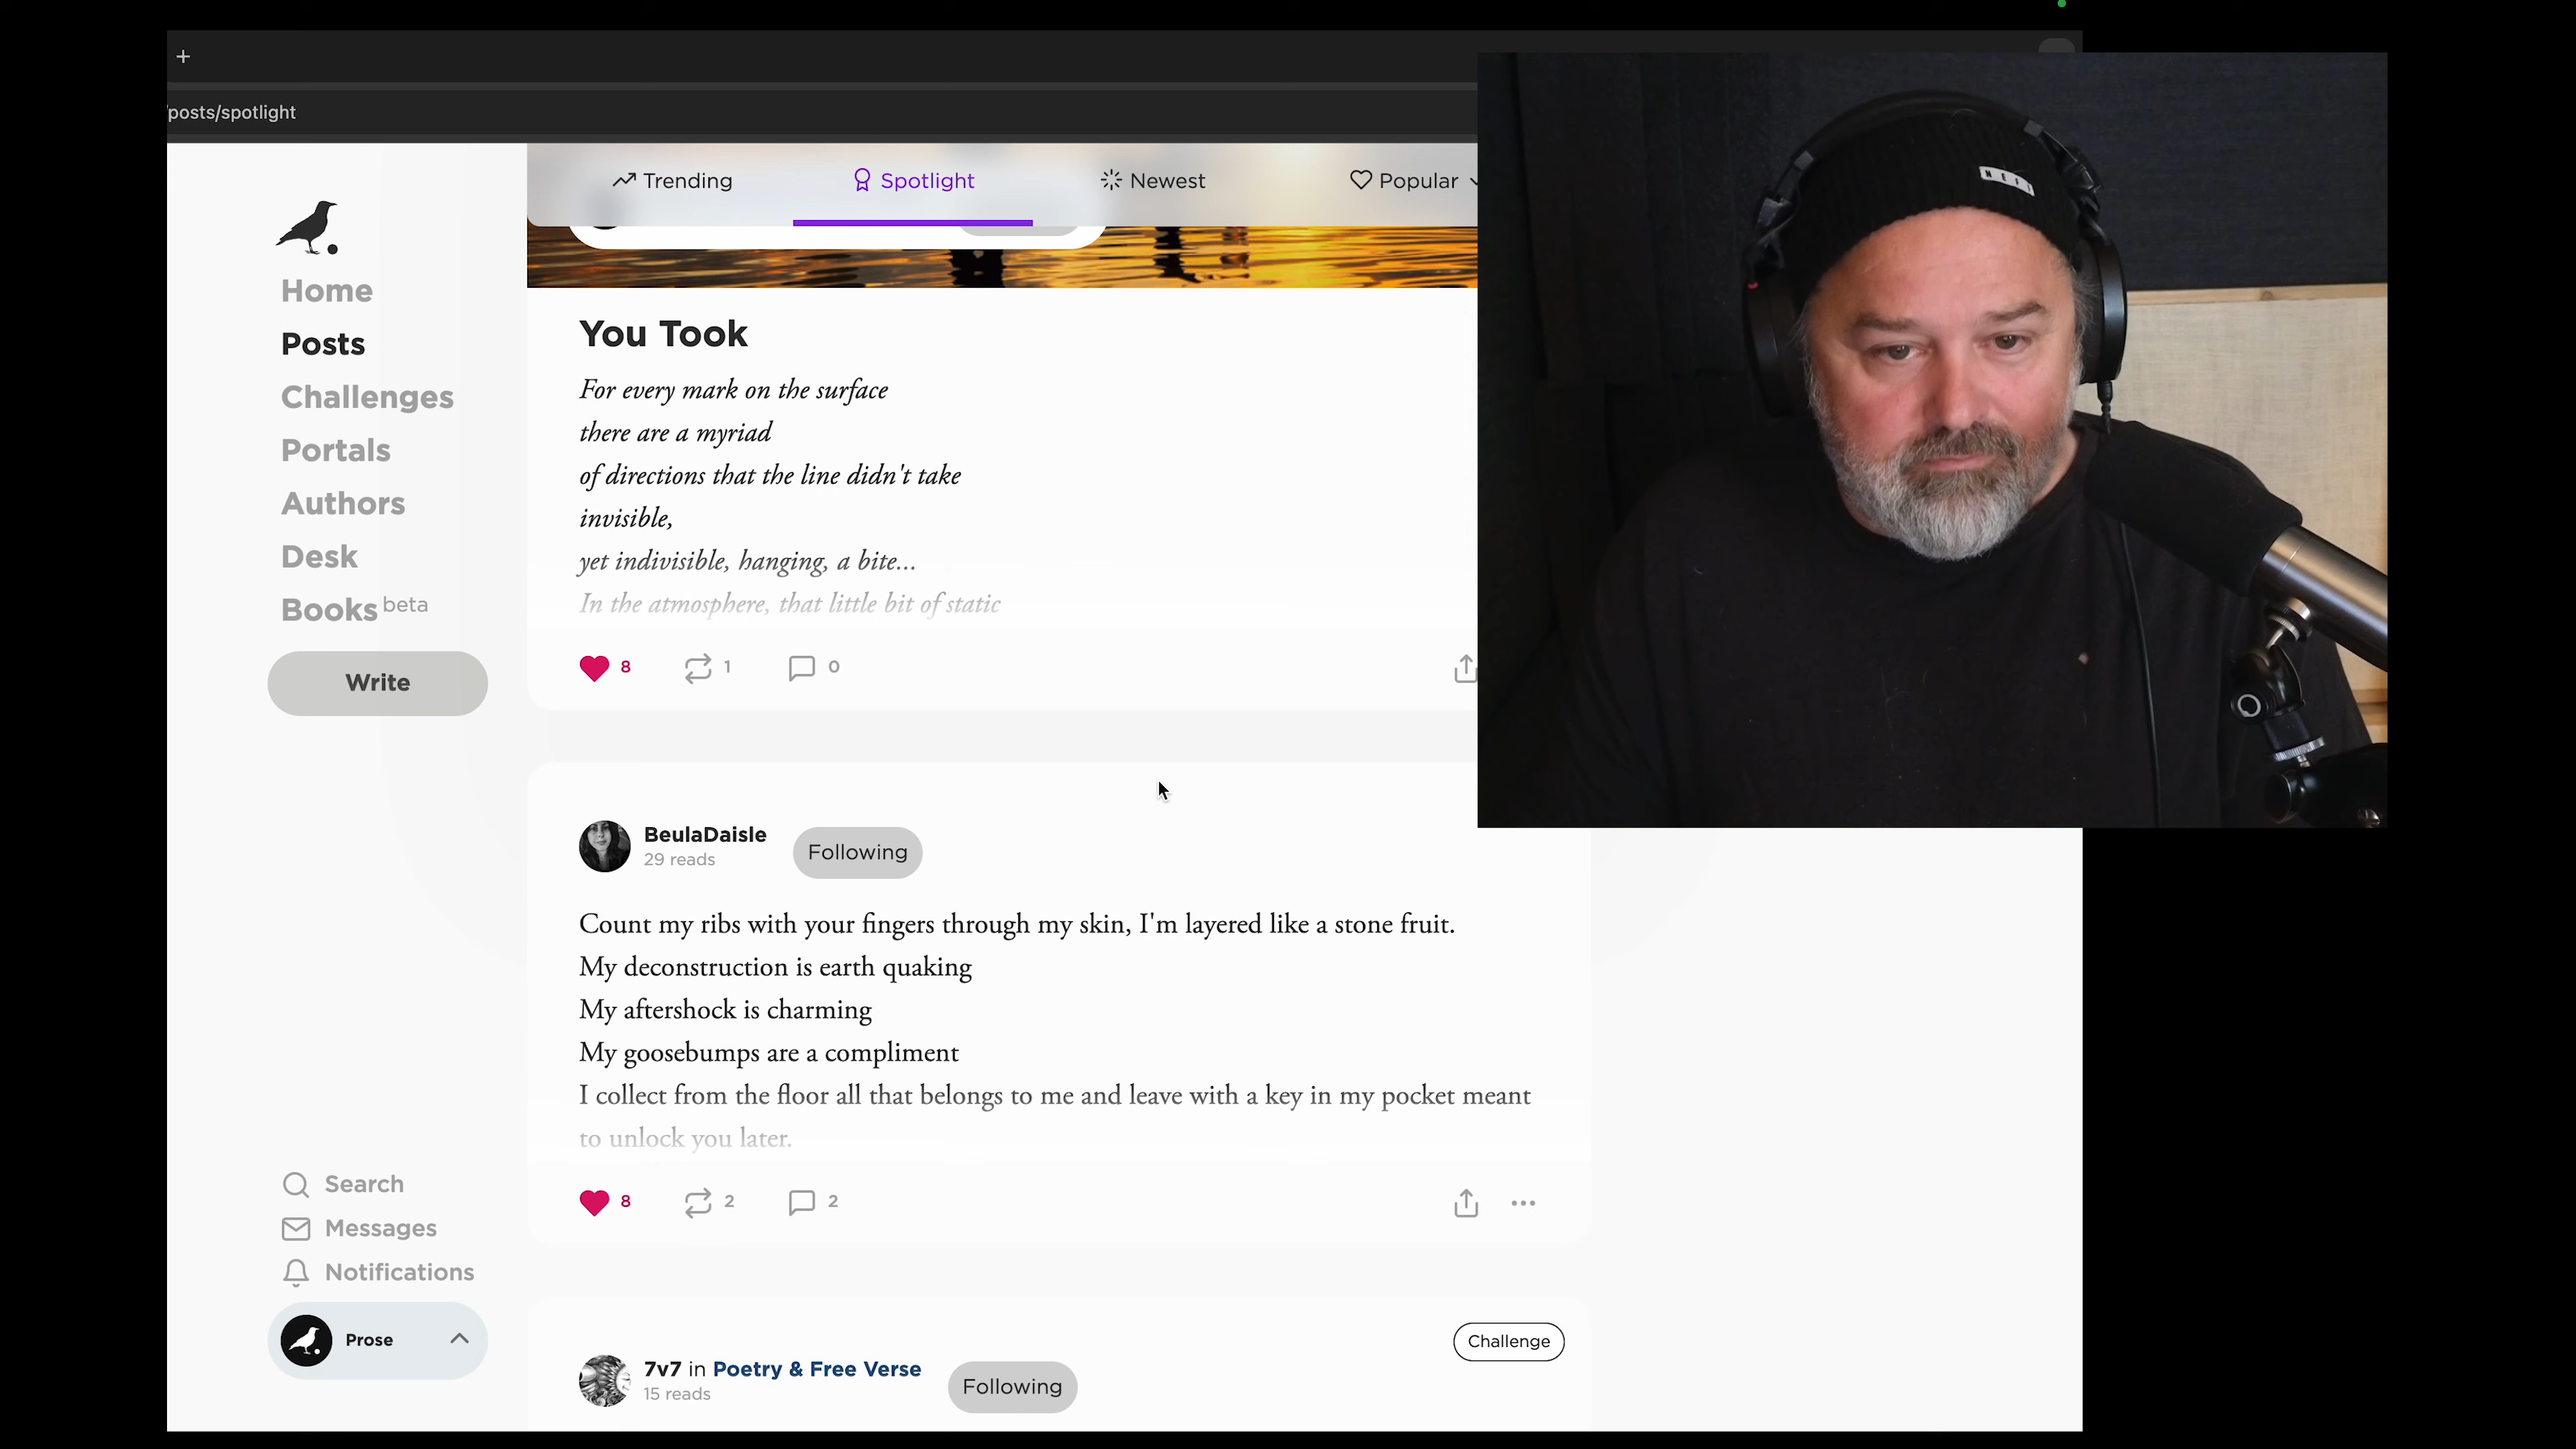 /posts/spotlight
Trending
Spotlight
Newest
Popular
Home
Posts
Challenges
Portals
Authors
Desk
Books beta
Write
You Took
For every mark on the surface
there are a myriad
of directions that the line didn't take
invisible,
yet indivisible, hanging, a bite...
In the atmosphere, that little bit of static
8
1
0
BeulaDaisle
29 reads
Following
Count my ribs with your fingers through my skin, I'm layered like a stone fruit.
My deconstruction is earth quaking
My aftershock is charming
My goosebumps are a compliment
I collect from the floor all that belongs to me and leave with a key in my pocket meant
to unlock you later.
8
2
2
Search
Messages
Notifications
Prose
Challenge
7v7 in Poetry & Free Verse
15 reads
Following